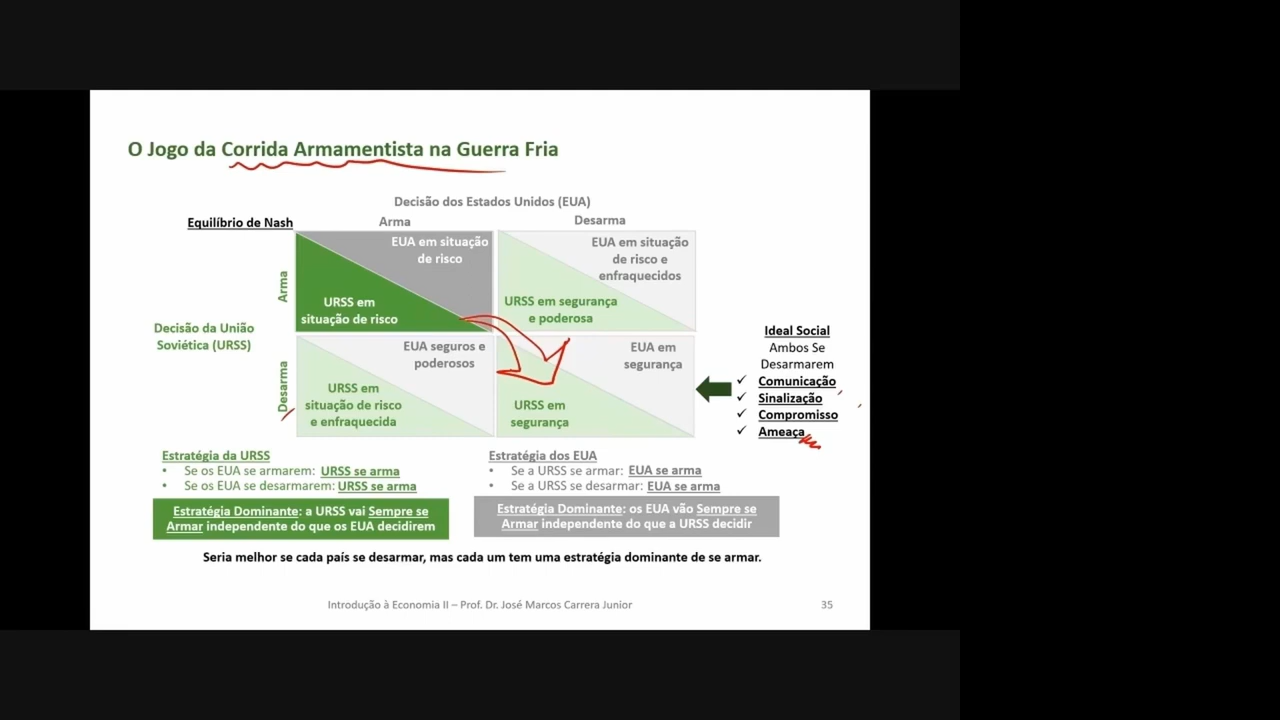 O Jogo da Corrida Armamentista na Guerra Fria
Decisão dos Estados Unidos (EUA)
Equilíbrio de Nash
Arma
Desarma
EUA em situação
de risco
EUA em situação
de risco e
enfraquecidos
Arma
URSS em
situação de risco
URSS em segurança
e poderosa
Decisão da União
Soviética (URSS)
EUA seguros e
poderosos
EUA em
segurança
Desarma
URSS em
situação de risco
e enfraquecida
URSS em
segurança
Ideal Social
Ambos Se
Desarmarem
✓ Comunicação
✓ Sinalização
✓ Compromisso
✓ Ameaça
Estratégia da URSS
• Se os EUA se armarem: URSS se arma
• Se os EUA se desarmarem: URSS se arma
Estratégia Dominante: a URSS vai Sempre se
Armar independente do que os EUA decidirem
Estratégia dos EUA
• Se a URSS se armar: EUA se arma
• Se a URSS se desarmar: EUA se arma
Estratégia Dominante: os EUA vão Sempre se
Armar independente do que a URSS decidir
Seria melhor se cada país se desarmar, mas cada um tem uma estratégia dominante de se armar.
Introdução à Economia II – Prof. Dr. José Marcos Carrera Junior
35